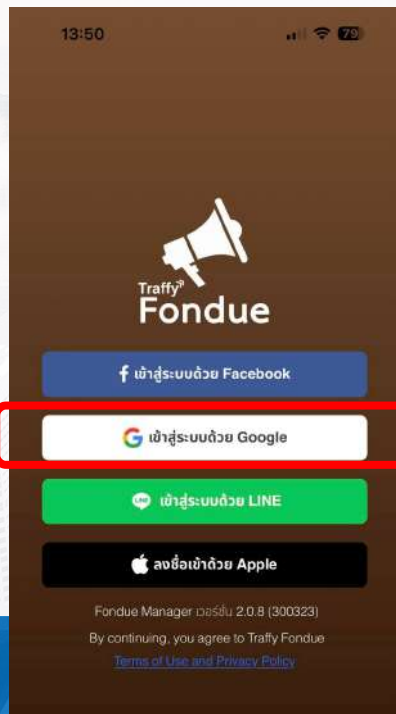 13:50
79
Traffy
Fondue
เข้าสู่ระบบด้วย Facebook
เข้าสู่ระบบด้วย Google
LINE เข้าสู่ระบบด้วย LINE
ลงชื่อเข้าด้วย Apple
Fondue Manager เวอร์ชั่น 2.0.8 (300323)
By continuing, you agree to Traffy Fondue
Terms of Use and Privacy Policy